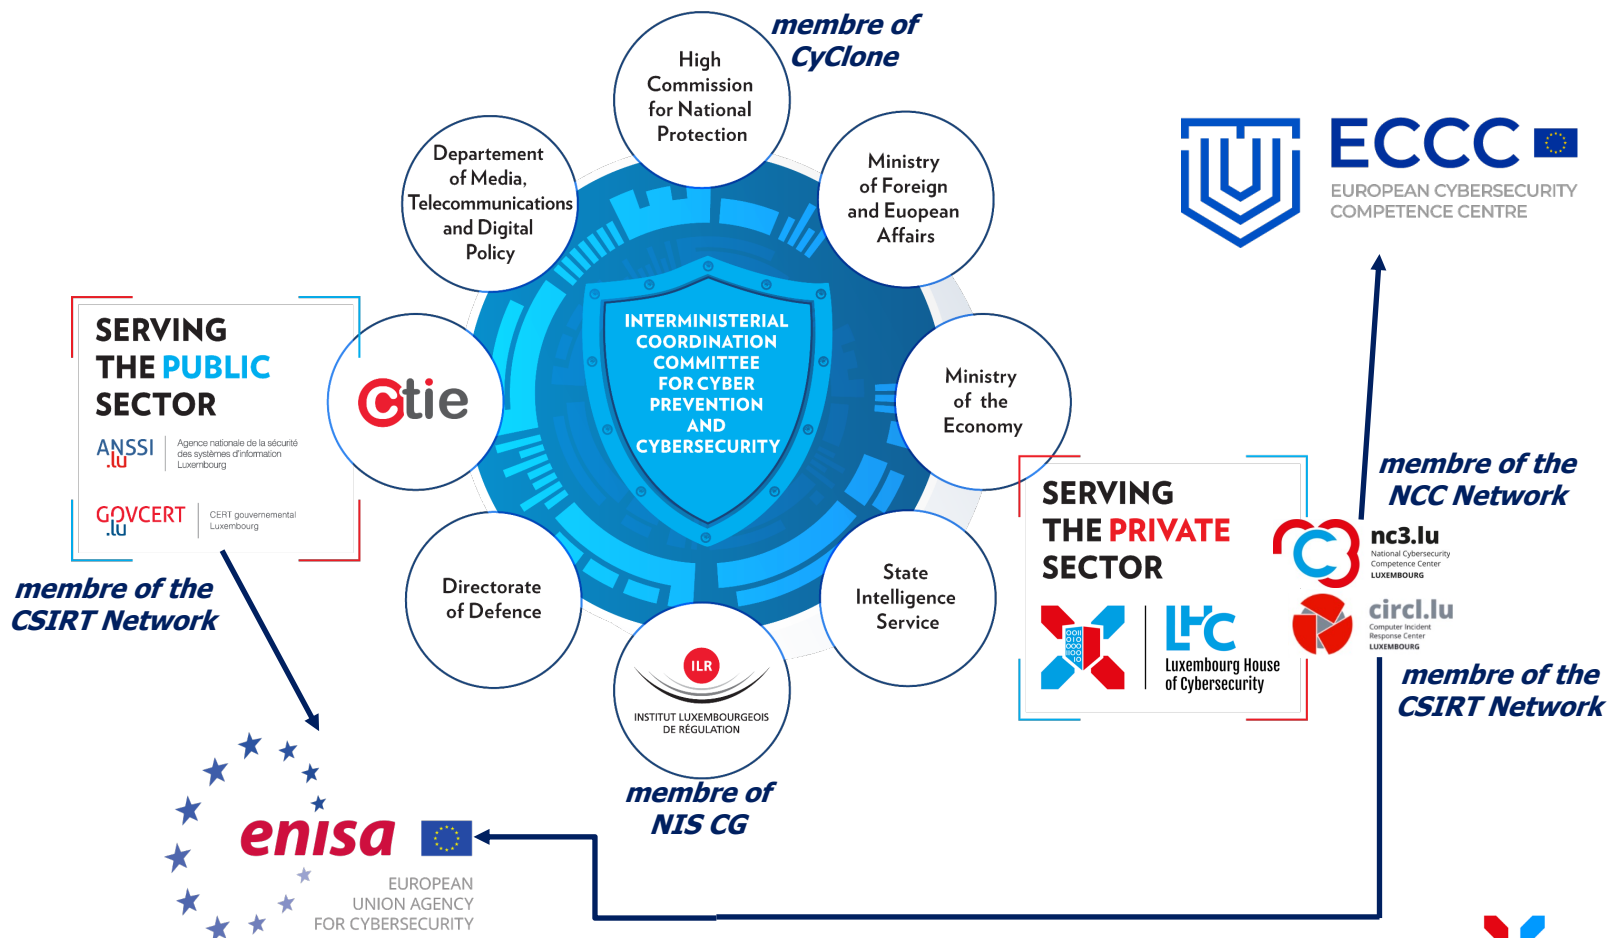 membre of
CyClone
High
Commission
for National
Protection
Departement
of Media,
Telecommunications
and Digital
Policy
Ministry
of Foreign
and Euopean
Affairs
ECCC
EUROPEAN CYBERSECURITY
COMPETENCE CENTRE
INTERMINISTERIAL
COORDINATION
COMMITTEE
FOR CYBER
PREVENTION
AND
CYBERSECURITY
SERVING
THE PUBLIC
SECTOR
ANSSI
.lu
Agence nationale de la sécurité
des systèmes d'information
Luxembourg
GOVCERT
.lu
CERT gouvernemental
Luxembourg
ctie
Ministry
of the
Economy
membre of the
NCC Network
SERVING
THE PRIVATE
SECTOR
nc3.lu
National Cybersecurity
Competence Center
LUXEMBOURG
circl.lu
Computer Incident
Response Center
LUXEMBOURG
LHC
Luxembourg House
of Cybersecurity
membre of the
CSIRT Network
membre of the
CSIRT Network
Directorate
of Defence
State
Intelligence
Service
ILR
INSTITUT LUXEMBOURGEOIS
DE RÉGULATION
membre of
NIS CG
enisa
EUROPEAN
UNION AGENCY
FOR CYBERSECURITY